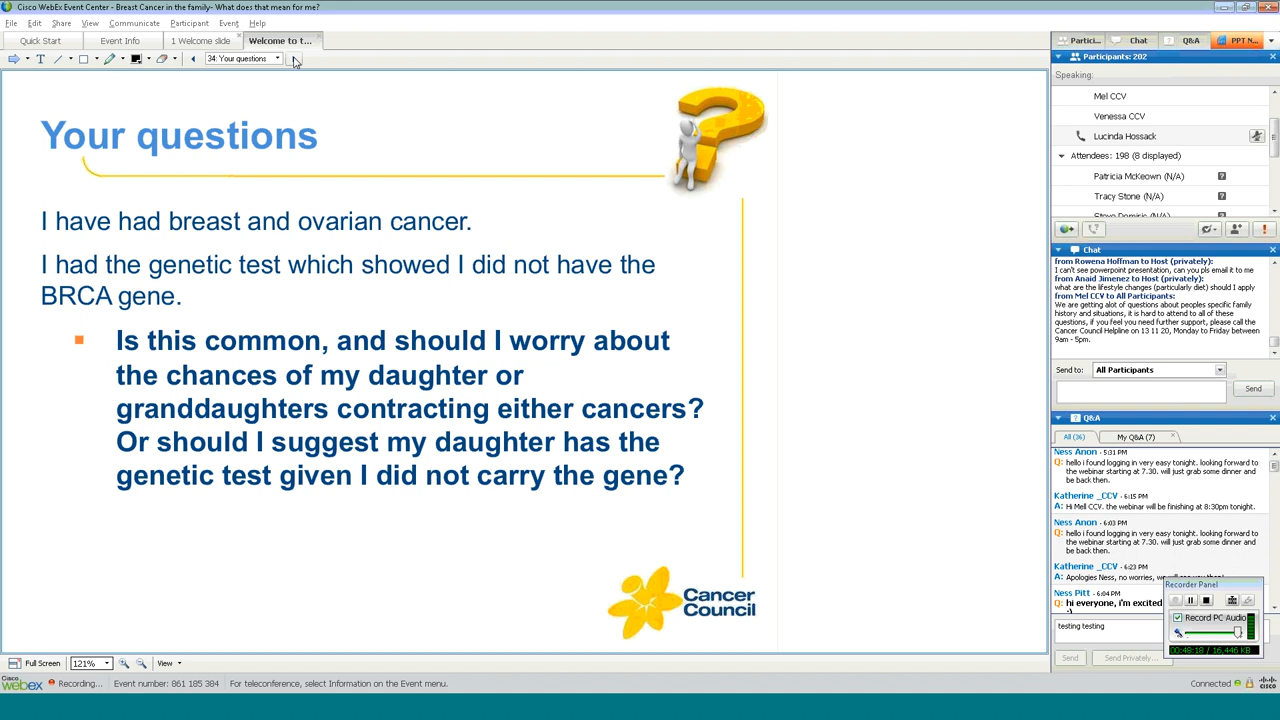 Cisco WebEx Event Center - Breast Cancer in the family- What does that mean for me?
File Edit Share View Communicate Participant Event Help
Quick Start Event Info 1 Welcome slide Welcome to t...
34: Your questions
Your questions
I have had breast and ovarian cancer.
I had the genetic test which showed I did not have the
BRCA gene.
Is this common, and should I worry about
the chances of my daughter or
granddaughters contracting either cancers?
Or should I suggest my daughter has the
genetic test given I did not carry the gene?
Cancer
Council
Partici... Chat Q&A PPT N...
Participants: 202
Speaking:
Mel CCV
Venessa CCV
Lucinda Hossack
Attendees: 198 (8 displayed)
Patricia McKeown (N/A)
Tracy Stone (N/A)
Chat
from Rowena Hoffman to Host (privately):
I can't see powerpoint presentation, can you pls email it to me
from Anaid Jimenez to Host (privately):
what are the lifestyle changes (particularly diet) should I apply
from Mel CCV to All Participants:
We are getting alot of questions about peoples specific family
history and situations, it is hard to attend to all of these
questions, if you feel you need further support, please call the
Cancer Council Helpline on 13 11 20, Monday to Friday between
9am - 5pm.
Send to: All Participants
Send
Q&A
All (36) My Q&A (7)
Ness Anon - 5:31 PM
Q: hello i found logging in very easy tonight. looking forward to
the webinar starting at 7.30. will just grab some dinner and
be back then.
Katherine _CCV - 6:15 PM
A: Hi Mell CCV. the webinar will be finishing at 8:30pm tonight.
Ness Anon - 6:03 PM
Q: hello i found logging in very easy tonight. looking forward to
the webinar starting at 7.30. will just grab some dinner and
be back then.
Katherine _CCV - 6:23 PM
A: Apologies Ness, no worries, we
Ness Pitt - 6:04 PM
Q: hi everyone, i'm excited
:)
testing testing
Send Send Privately...
Recorder Panel
Record PC Audio
00:48:18 / 16,446 KB
Full Screen 121% View
Cisco webex Recording... Event number: 861 185 384 For teleconference, select Information on the Event menu. Connected
CISCO